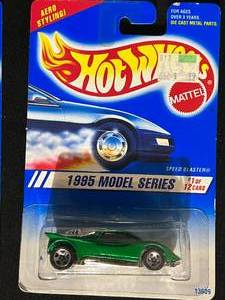 AERO
STYLING!
FOR AGES
OVER 3 YEARS
DIE CAST METAL PARTS
HOT WHEELS
MATTEL
SPEED BLASTER
1995 MODEL SERIES
#1 OF
12 CARS
13609